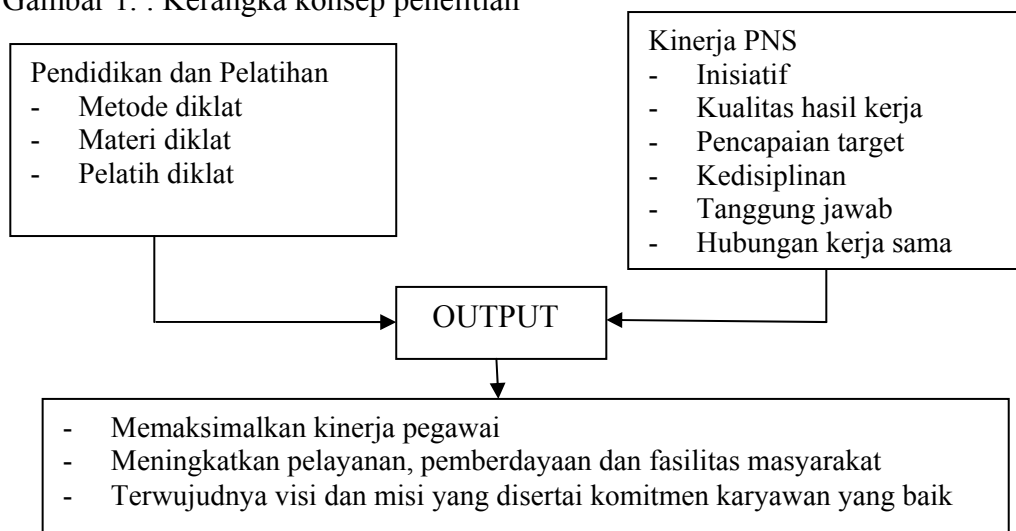 Gambar 1. : Kerangka konsep penelitian
Pendidikan dan Pelatihan
- Metode diklat
- Materi diklat
- Pelatih diklat
Kinerja PNS
- Inisiatif
- Kualitas hasil kerja
- Pencapaian target
- Kedisiplinan
- Tanggung jawab
- Hubungan kerja sama
OUTPUT
- Memaksimalkan kinerja pegawai
- Meningkatkan pelayanan, pemberdayaan dan fasilitas masyarakat
- Terwujudnya visi dan misi yang disertai komitmen karyawan yang baik